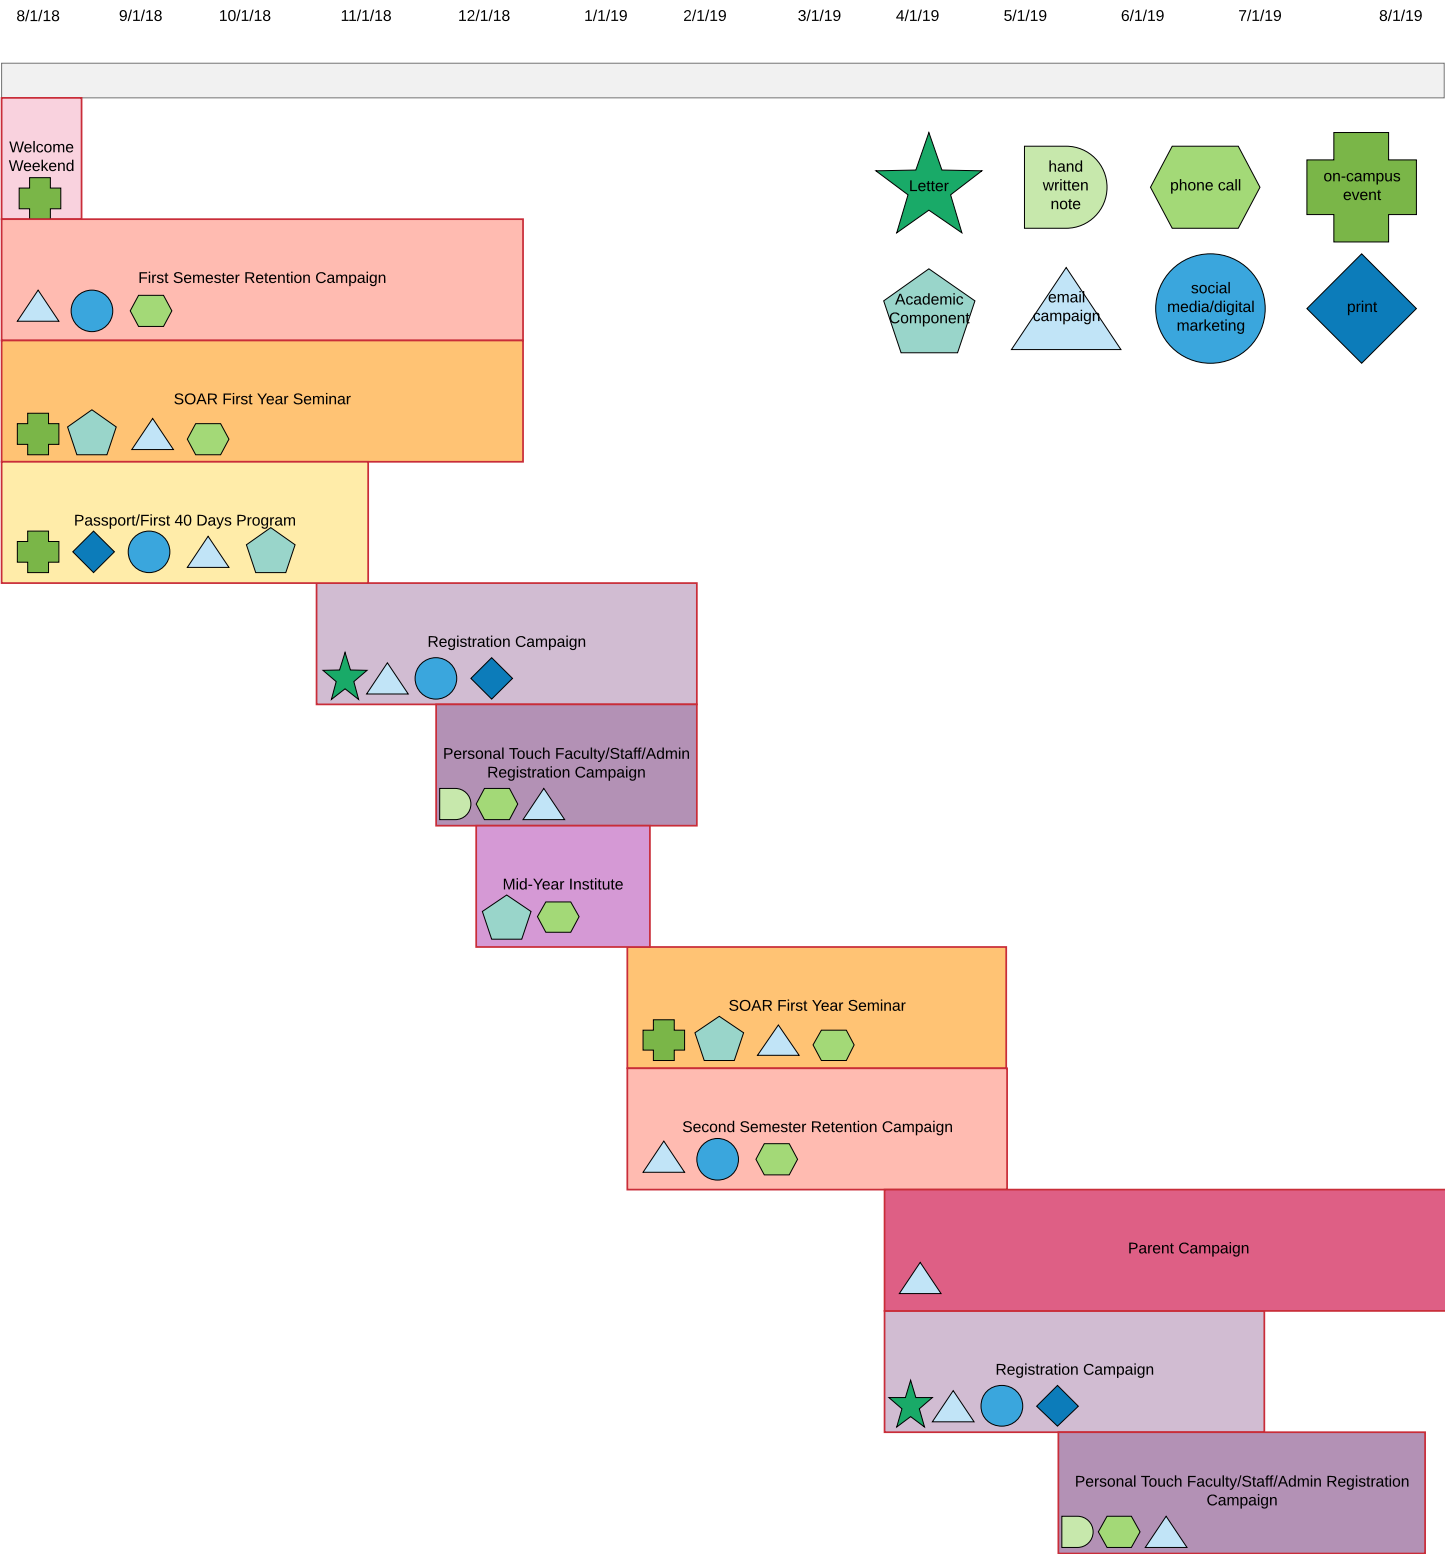 8/1/18 9/1/18 10/1/18 11/1/18 12/1/18 1/1/19 2/1/19 3/1/19 4/1/19 5/1/19 6/1/19 7/1/19 8/1/19
Welcome
Weekend
Letter
hand
written
note
phone call
on-campus
event
Academic
Component
email
campaign
social
media/digital
marketing
print
First Semester Retention Campaign
SOAR First Year Seminar
Passport/First 40 Days Program
Registration Campaign
Personal Touch Faculty/Staff/Admin
Registration Campaign
Mid-Year Institute
SOAR First Year Seminar
Second Semester Retention Campaign
Parent Campaign
Registration Campaign
Personal Touch Faculty/Staff/Admin Registration
Campaign